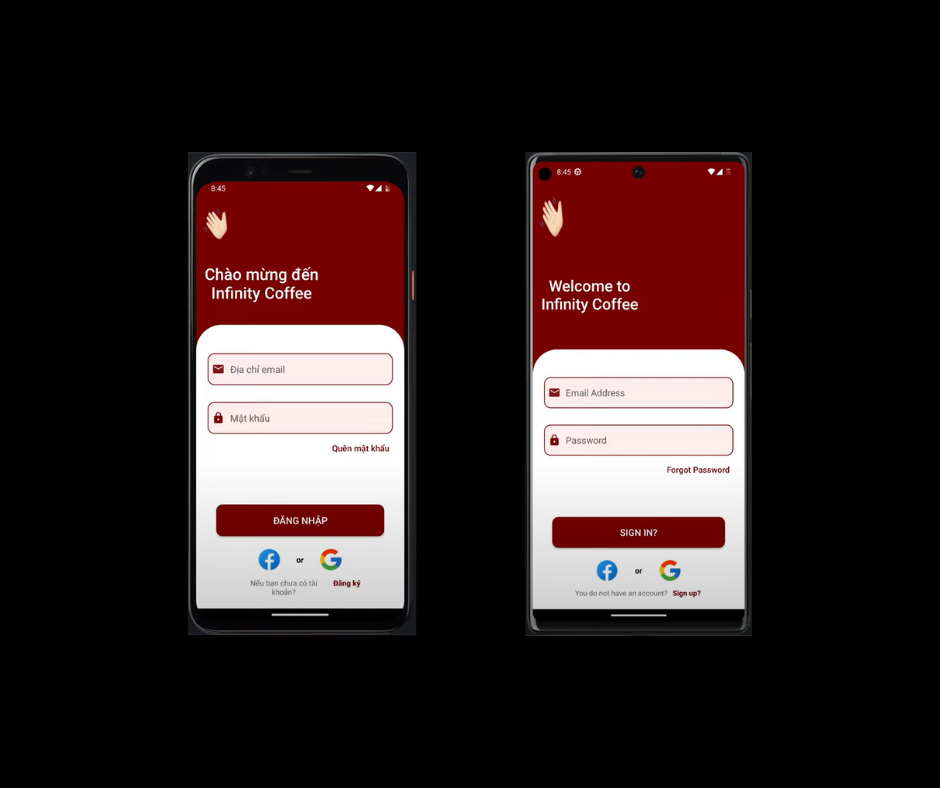 8:45
Chào mừng đến
Infinity Coffee
Địa chỉ email
Mật khẩu
Quên mật khẩu
ĐĂNG NHẬP
or
Nếu bạn chưa có tài
khoản?
Đăng ký
8:45
Welcome to
Infinity Coffee
Email Address
Password
Forgot Password
SIGN IN?
or
You do not have an account? Sign up?